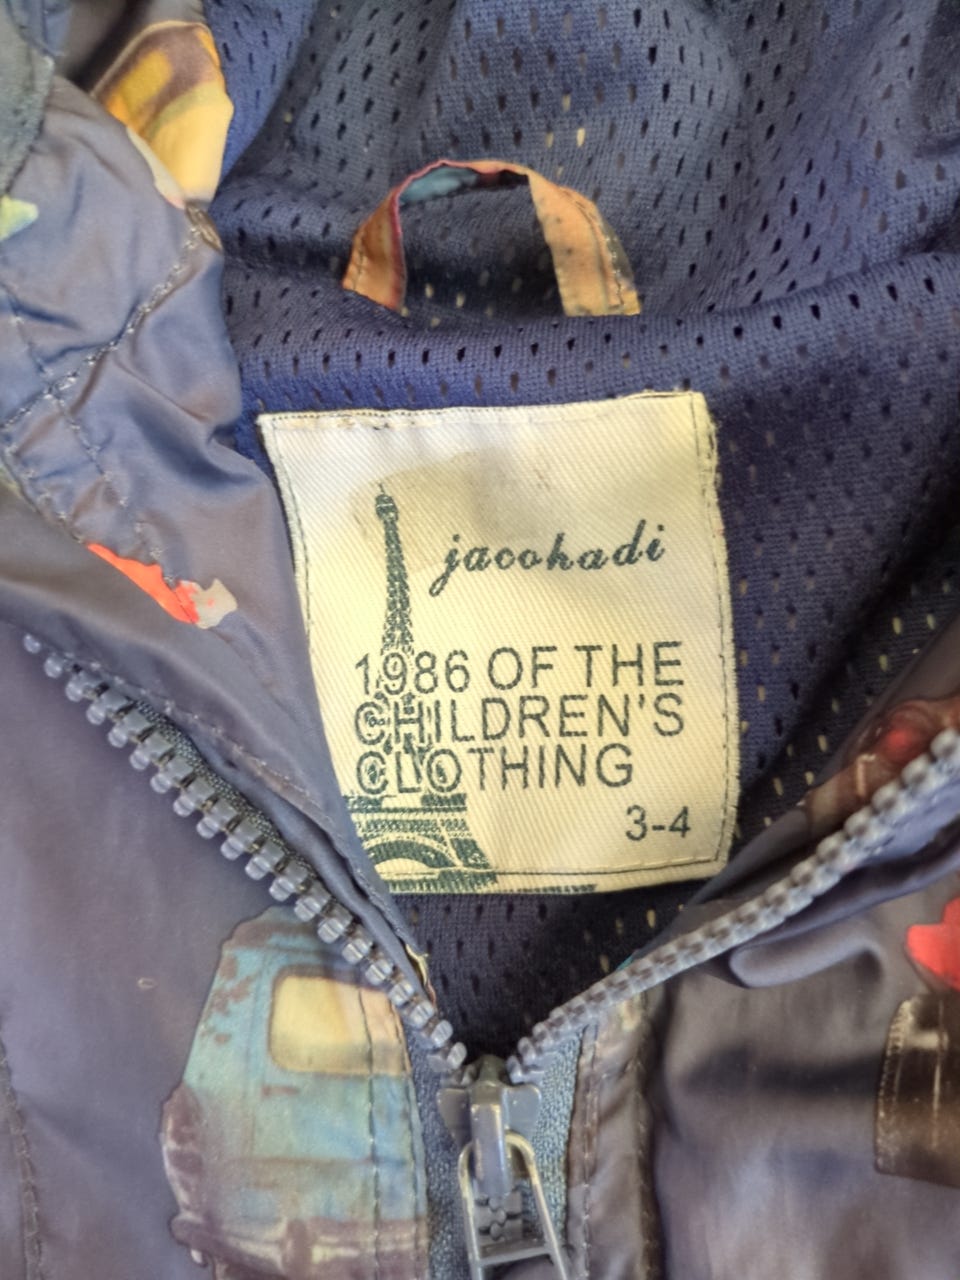 jacokadi
1986 OF THE
CHILDREN'S
CLOTHING
3-4